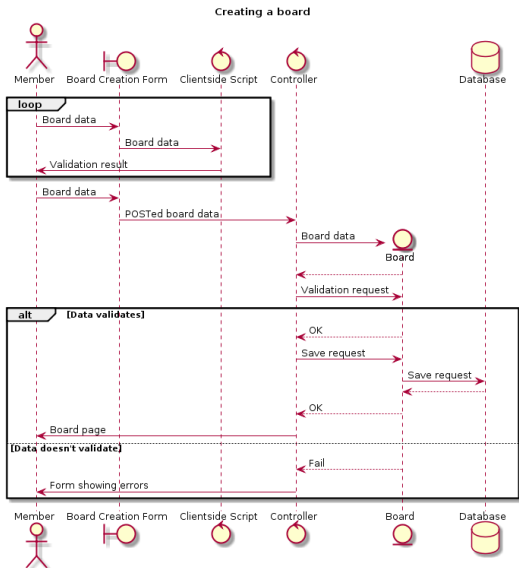 Creating a board
Member Board Creation Form Clientside Script Controller Database
loop
Board data
Board data
Validation result
Board data
POSTed board data
Board data
Board
Validation request
alt [Data validates]
OK
Save request
Save request
OK
Board page
[Data doesn't validate]
Fail
Form showing errors
Member Board Creation Form Clientside Script Controller Board Database